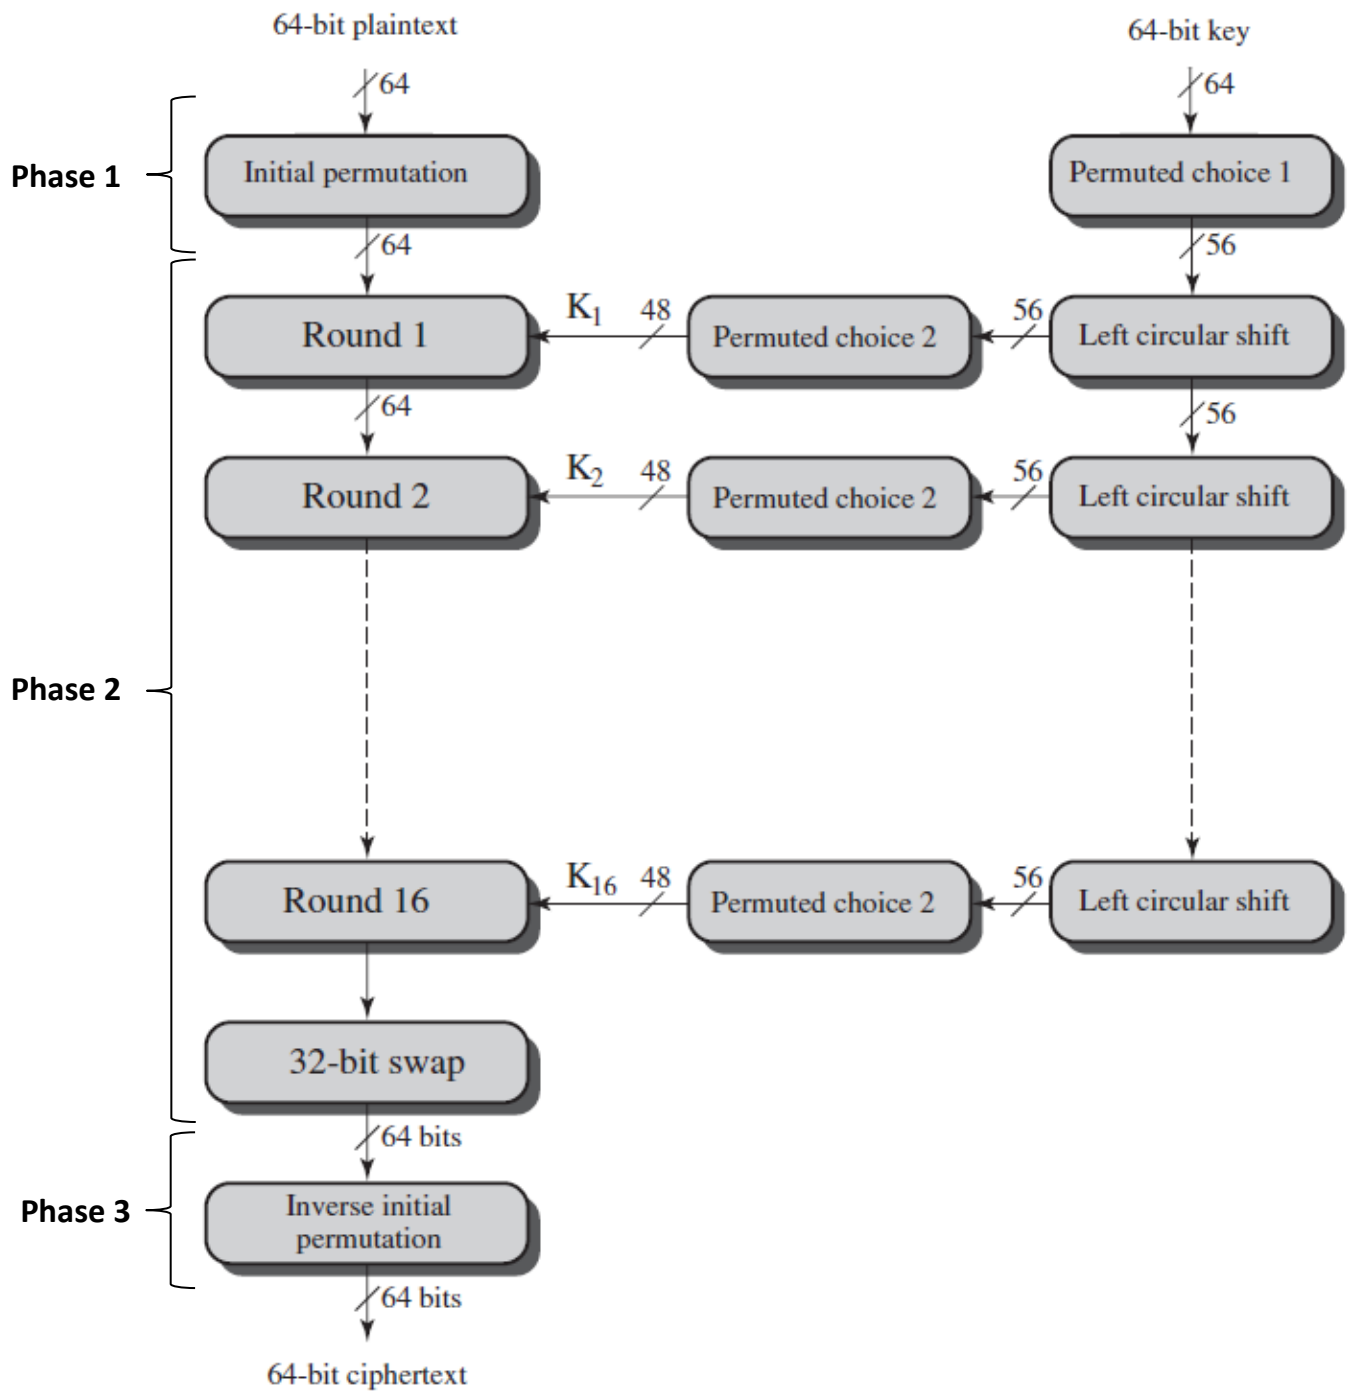 64-bit plaintext
64-bit key
64
64
Phase 1
Initial permutation
Permuted choice 1
64
56
Round 1
K1
48
Permuted choice 2
56
Left circular shift
64
56
Round 2
K2
48
Permuted choice 2
56
Left circular shift
Phase 2
Round 16
K16
48
Permuted choice 2
56
Left circular shift
32-bit swap
64 bits
Phase 3
Inverse initial
permutation
64 bits
64-bit ciphertext